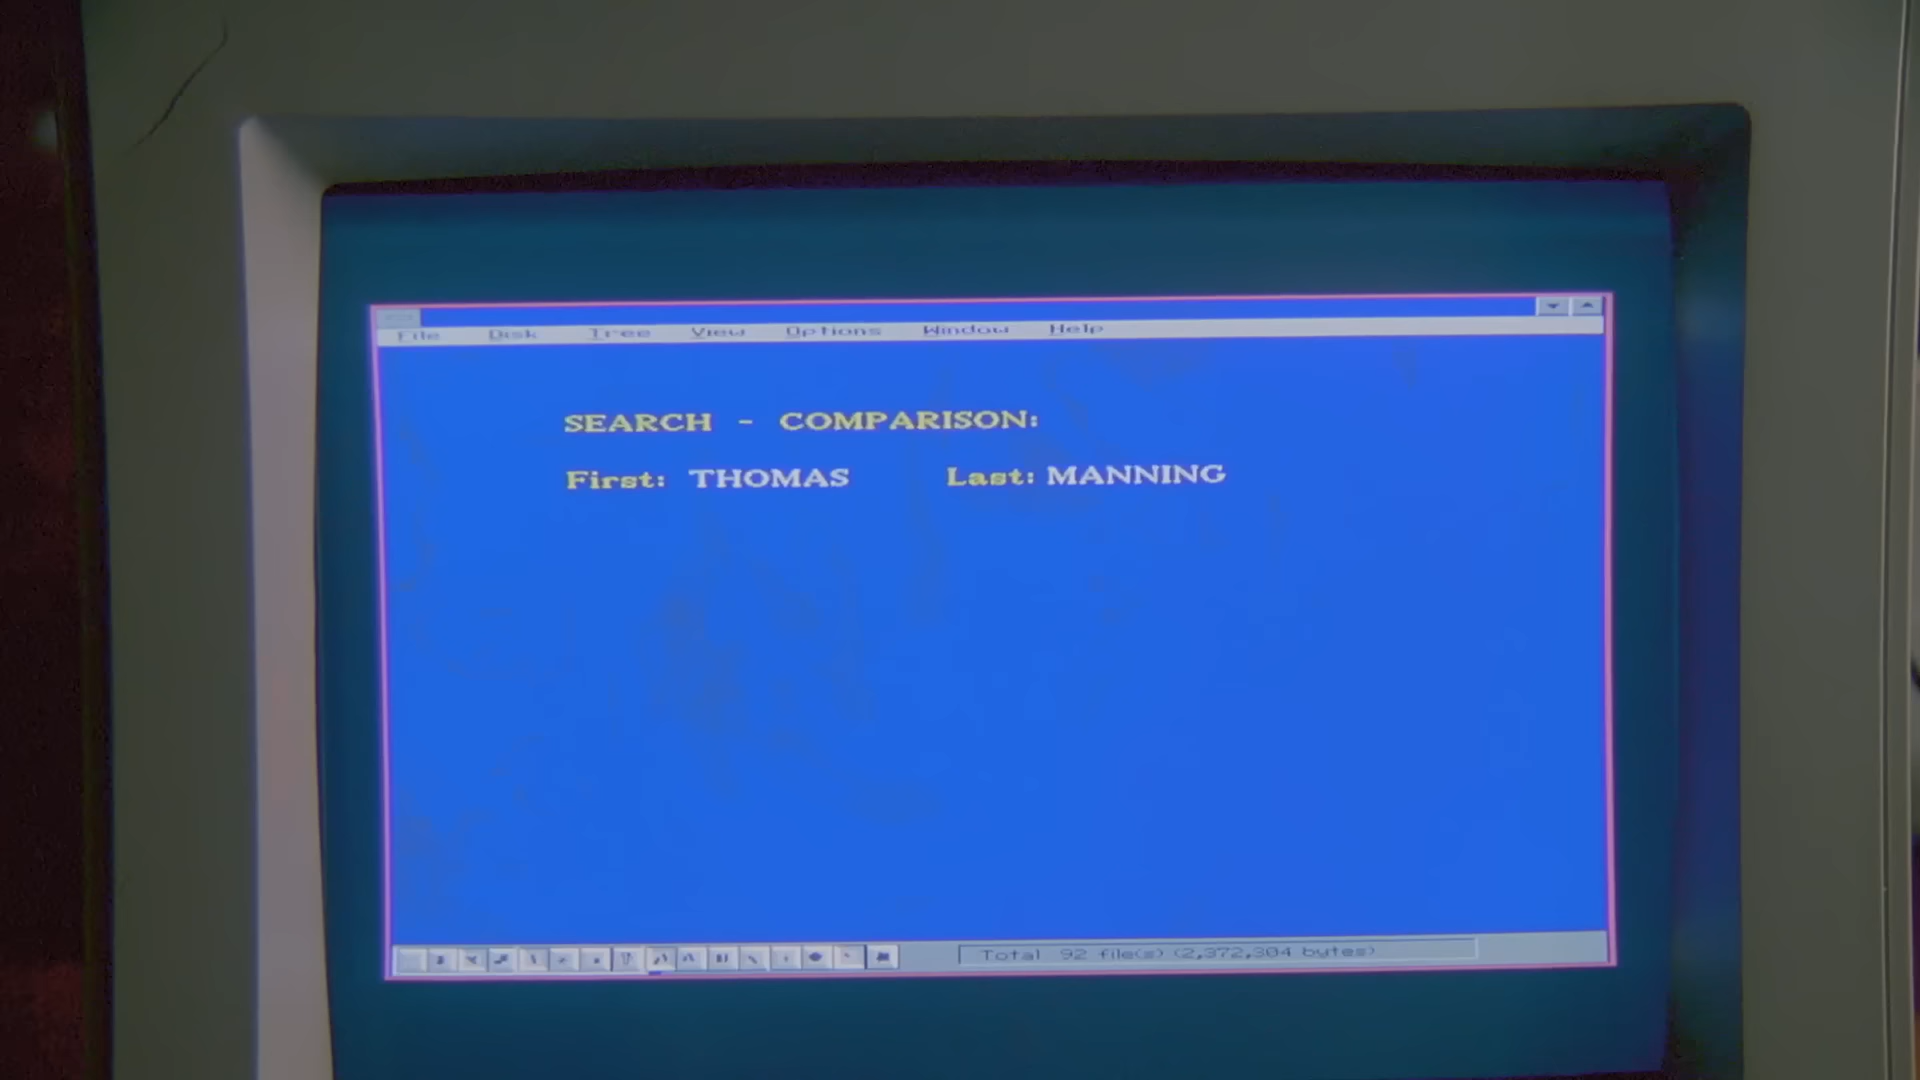 File Disk Tree View Options Window Help
SEARCH - COMPARISON:
First: THOMAS Last: MANNING
Total 92 file(s) (2,372,304 bytes)